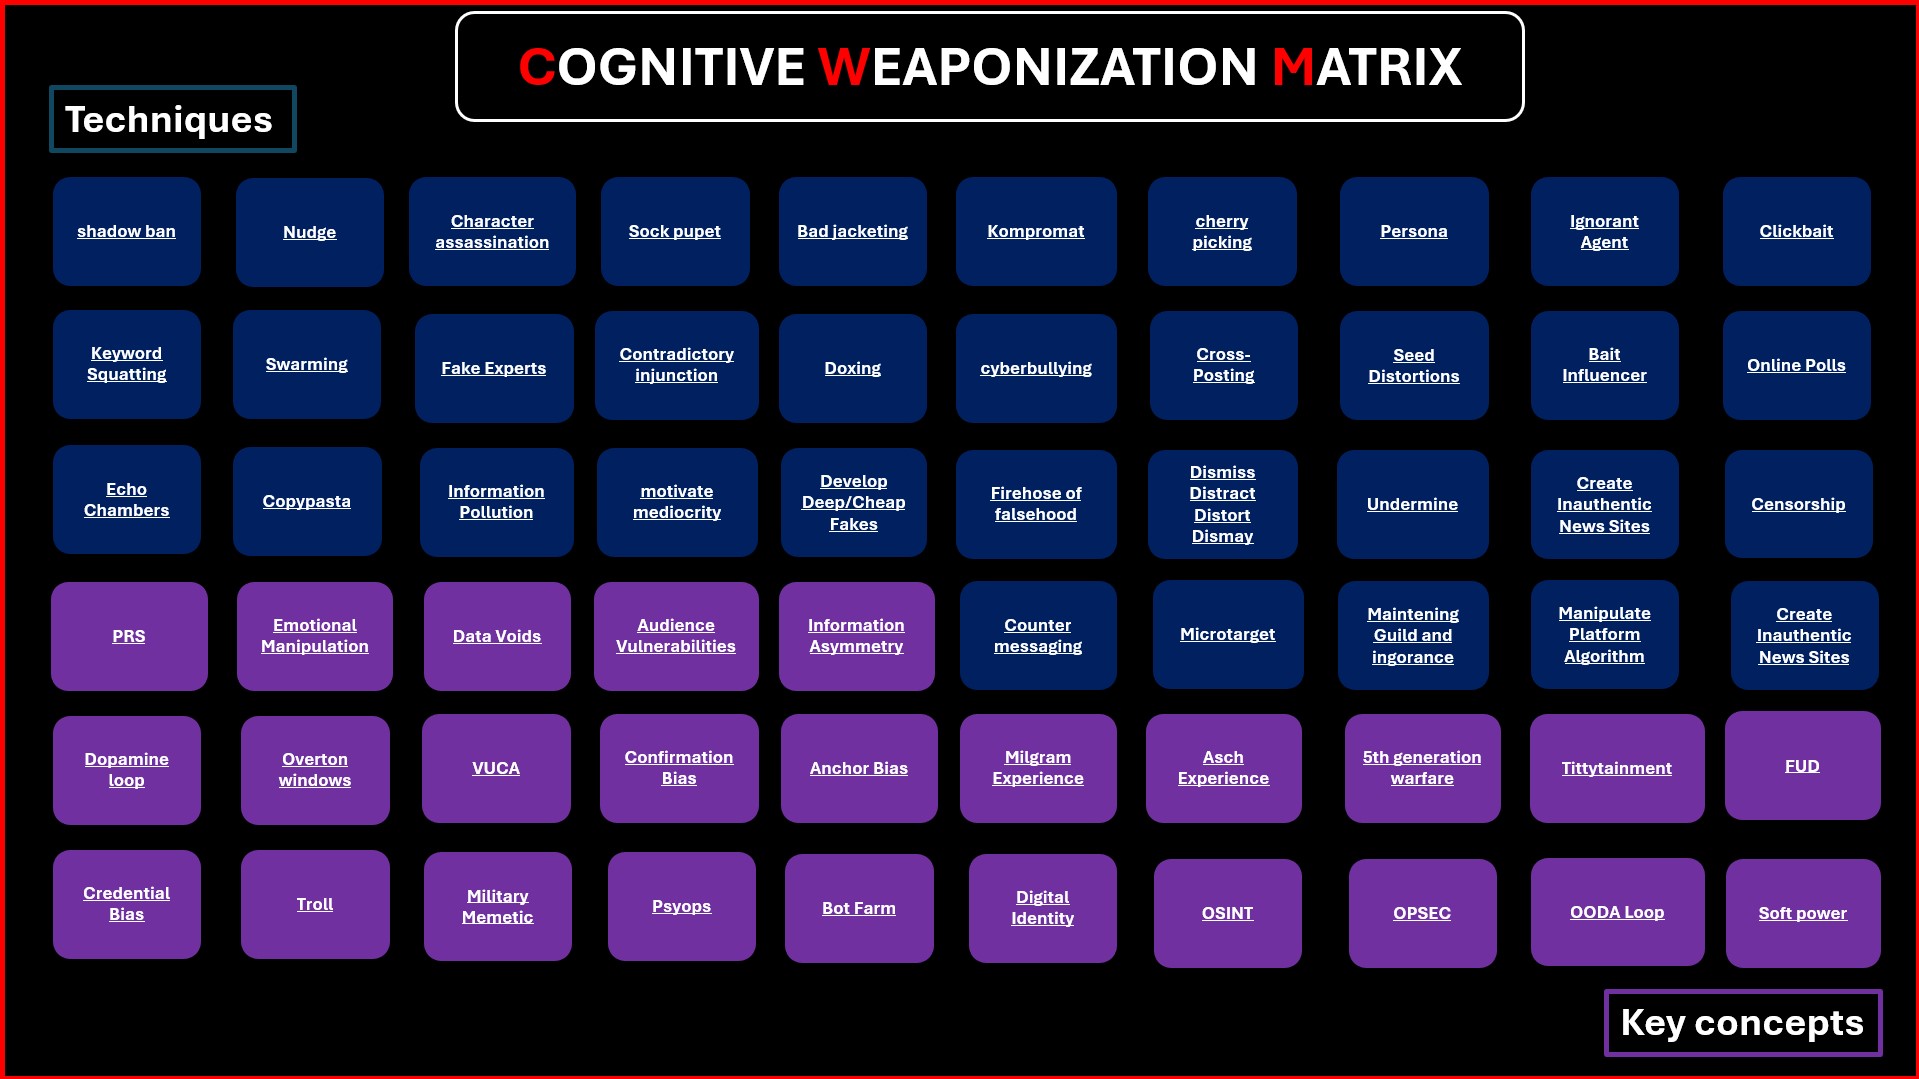 COGNITIVE WEAPONIZATION MATRIX
Techniques
shadow ban
Nudge
Character
assassination
Sock pupet
Bad jacketing
Kompromat
cherry
picking
Persona
Ignorant
Agent
Clickbait
Keyword
Squatting
Swarming
Fake Experts
Contradictory
injunction
Doxing
cyberbullying
Cross-
Posting
Seed
Distortions
Bait
Influencer
Online Polls
Echo
Chambers
Copypasta
Information
Pollution
motivate
mediocrity
Develop
Deep/Cheap
Fakes
Firehose of
falsehood
Dismiss
Distract
Distort
Dismay
Undermine
Create
Inauthentic
News Sites
Censorship
PRS
Emotional
Manipulation
Data Voids
Audience
Vulnerabilities
Information
Asymmetry
Counter
messaging
Microtarget
Maintening
Guild and
ingorance
Manipulate
Platform
Algorithm
Create
Inauthentic
News Sites
Dopamine
loop
Overton
windows
VUCA
Confirmation
Bias
Anchor Bias
Milgram
Experience
Asch
Experience
5th generation
warfare
Tittytainment
FUD
Credential
Bias
Troll
Military
Memetic
Psyops
Bot Farm
Digital
Identity
OSINT
OPSEC
OODA Loop
Soft power
Key concepts